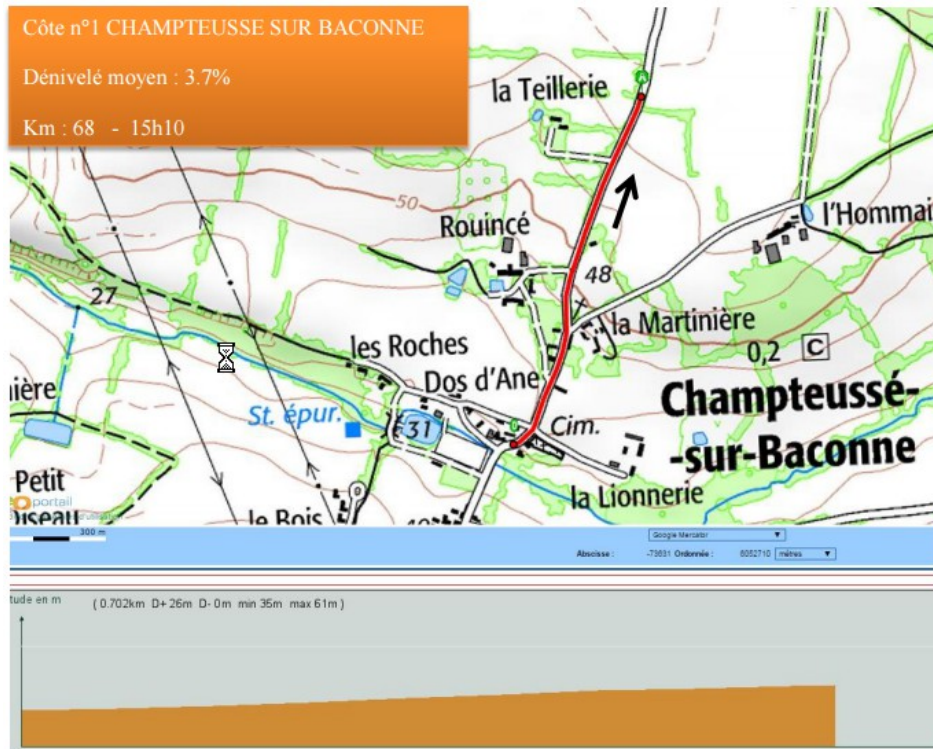 Côte n°1 CHAMPTEUSSE SUR BACONNE
Dénivelé moyen : 3.7%
Km : 68 - 15h10
la Teillerie
50
Rouincé
l'Hommai
48
27
la Martinière
les Roches
0,2 C
ière
Dos d'Ane
Champteussé-
-sur-Baconne
St. épur.
31
Cim.
Petit
la Lionnerie
portail
useau
le Bois
300 m
Google Mercator
Abscisse : -73631 Ordonnée : 6052710 mètres
tude en m
( 0.702km D+ 26m D- 0m min 35m max 61m )